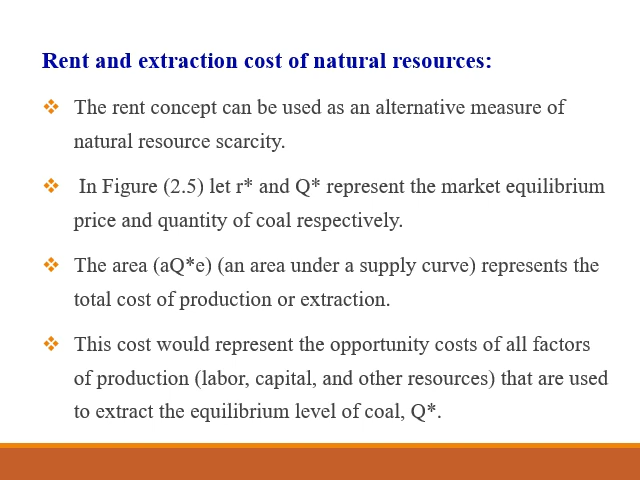 Rent and extraction cost of natural resources:
❖ The rent concept can be used as an alternative measure of
natural resource scarcity.
❖ In Figure (2.5) let r* and Q* represent the market equilibrium
price and quantity of coal respectively.
❖ The area (aQ*e) (an area under a supply curve) represents the
total cost of production or extraction.
❖ This cost would represent the opportunity costs of all factors
of production (labor, capital, and other resources) that are used
to extract the equilibrium level of coal, Q*.